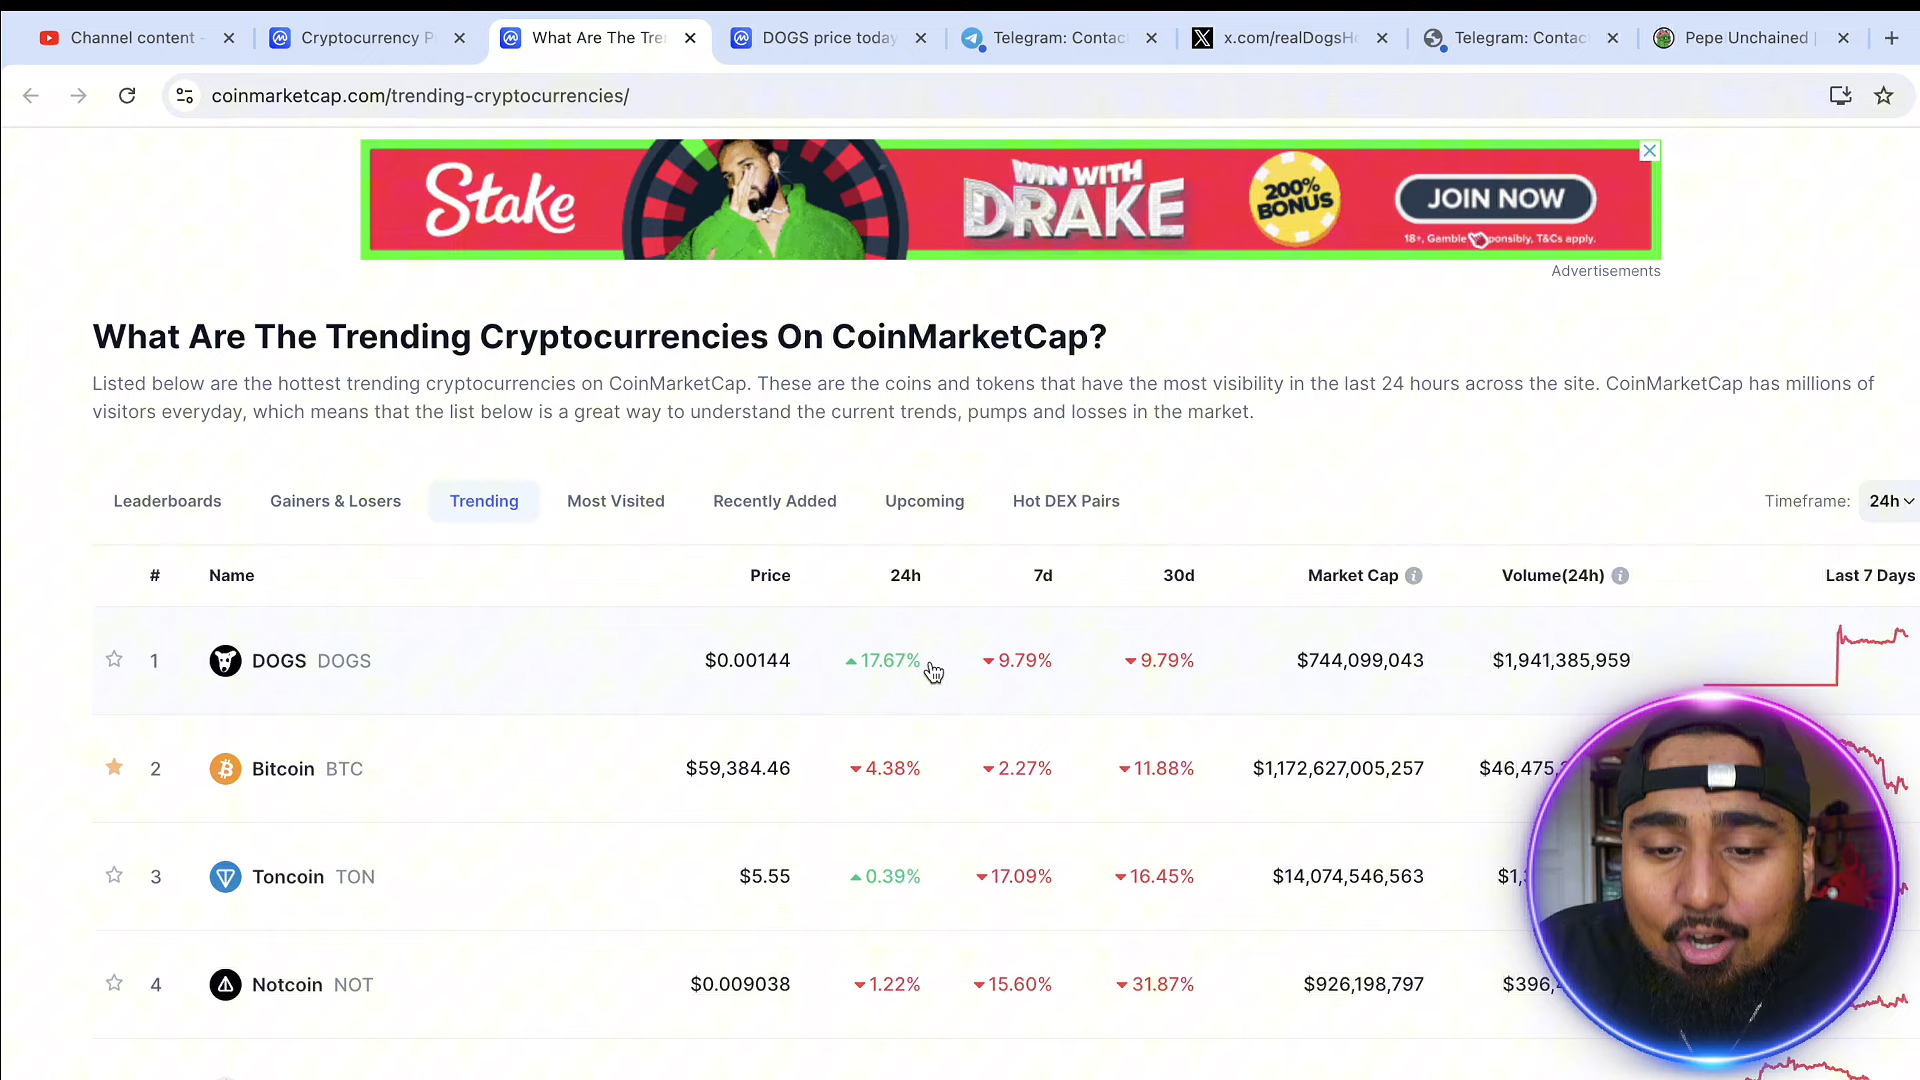 Channel content -
Cryptocurrency P
What Are The Tre
DOGS price today
Telegram: Contac
x.com/realDogsH
Telegram: Contac
Pepe Unchained |
coinmarketcap.com/trending-cryptocurrencies/
Stake
WIN WITH
DRAKE
200%
BONUS
JOIN NOW
18+, Gamble ponsibly, T&Cs apply.
Advertisements
What Are The Trending Cryptocurrencies On CoinMarketCap?
Listed below are the hottest trending cryptocurrencies on CoinMarketCap. These are the coins and tokens that have the most visibility in the last 24 hours across the site. CoinMarketCap has millions of
visitors everyday, which means that the list below is a great way to understand the current trends, pumps and losses in the market.
Leaderboards Gainers & Losers Trending Most Visited Recently Added Upcoming Hot DEX Pairs Timeframe: 24h
# Name Price 24h 7d 30d Market Cap Volume(24h) Last 7 Days
1 DOGS DOGS $0.00144 17.67% 9.79% 9.79% $744,099,043 $1,941,385,959
2 Bitcoin BTC $59,384.46 4.38% 2.27% 11.88% $1,172,627,005,257 $46,475,
3 Toncoin TON $5.55 0.39% 17.09% 16.45% $14,074,546,563 $1,
4 Notcoin NOT $0.009038 1.22% 15.60% 31.87% $926,198,797 $396,